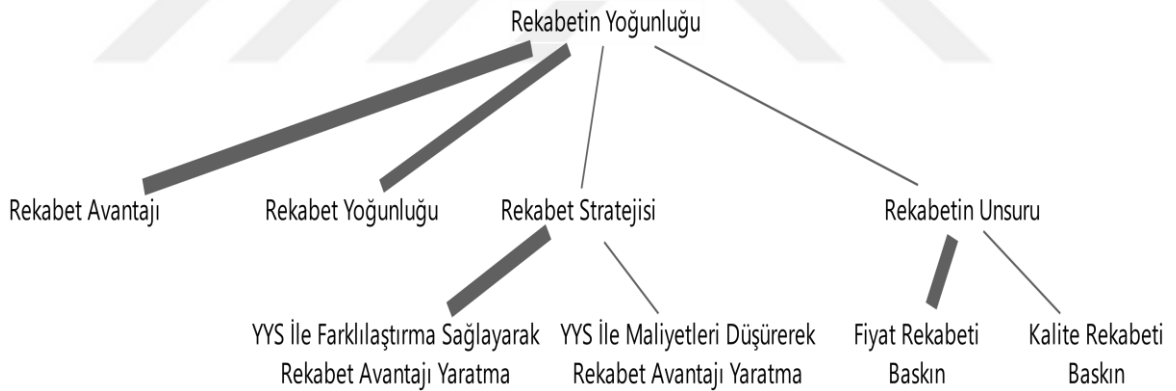 Rekabetin Yoğunluğu
Rekabet Avantajı
Rekabet Yoğunluğu
Rekabet Stratejisi
Rekabetin Unsuru
YYS İle Farklılaştırma Sağlayarak
Rekabet Avantajı Yaratma
YYS İle Maliyetleri Düşürerek
Rekabet Avantajı Yaratma
Fiyat Rekabeti
Baskın
Kalite Rekabeti
Baskın